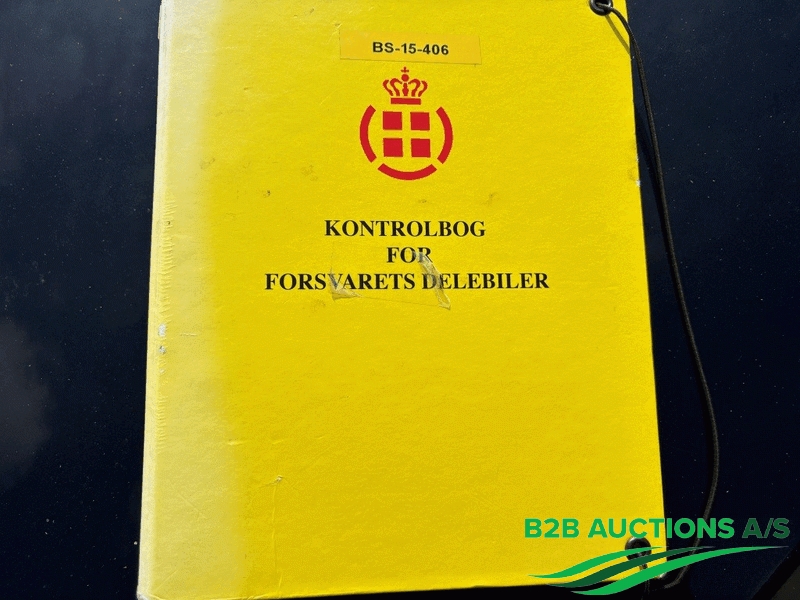 BS-15-406
KONTROLBOG
FOR
FORSVARETS DELEBILER
B2B AUCTIONS A/S